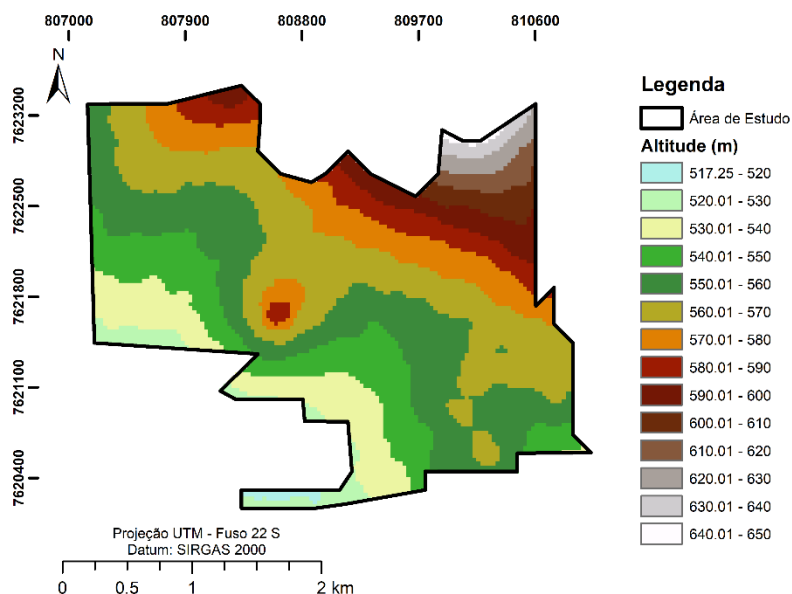 807000 807900 808800 809700 810600
N
7623200
7622500
7621800
7621100
7620400
Legenda
Área de Estudo
Altitude (m)
517.25 - 520
520.01 - 530
530.01 - 540
540.01 - 550
550.01 - 560
560.01 - 570
570.01 - 580
580.01 - 590
590.01 - 600
600.01 - 610
610.01 - 620
620.01 - 630
630.01 - 640
640.01 - 650
Projeção UTM - Fuso 22 S
Datum: SIRGAS 2000
0 0.5 1 2 km